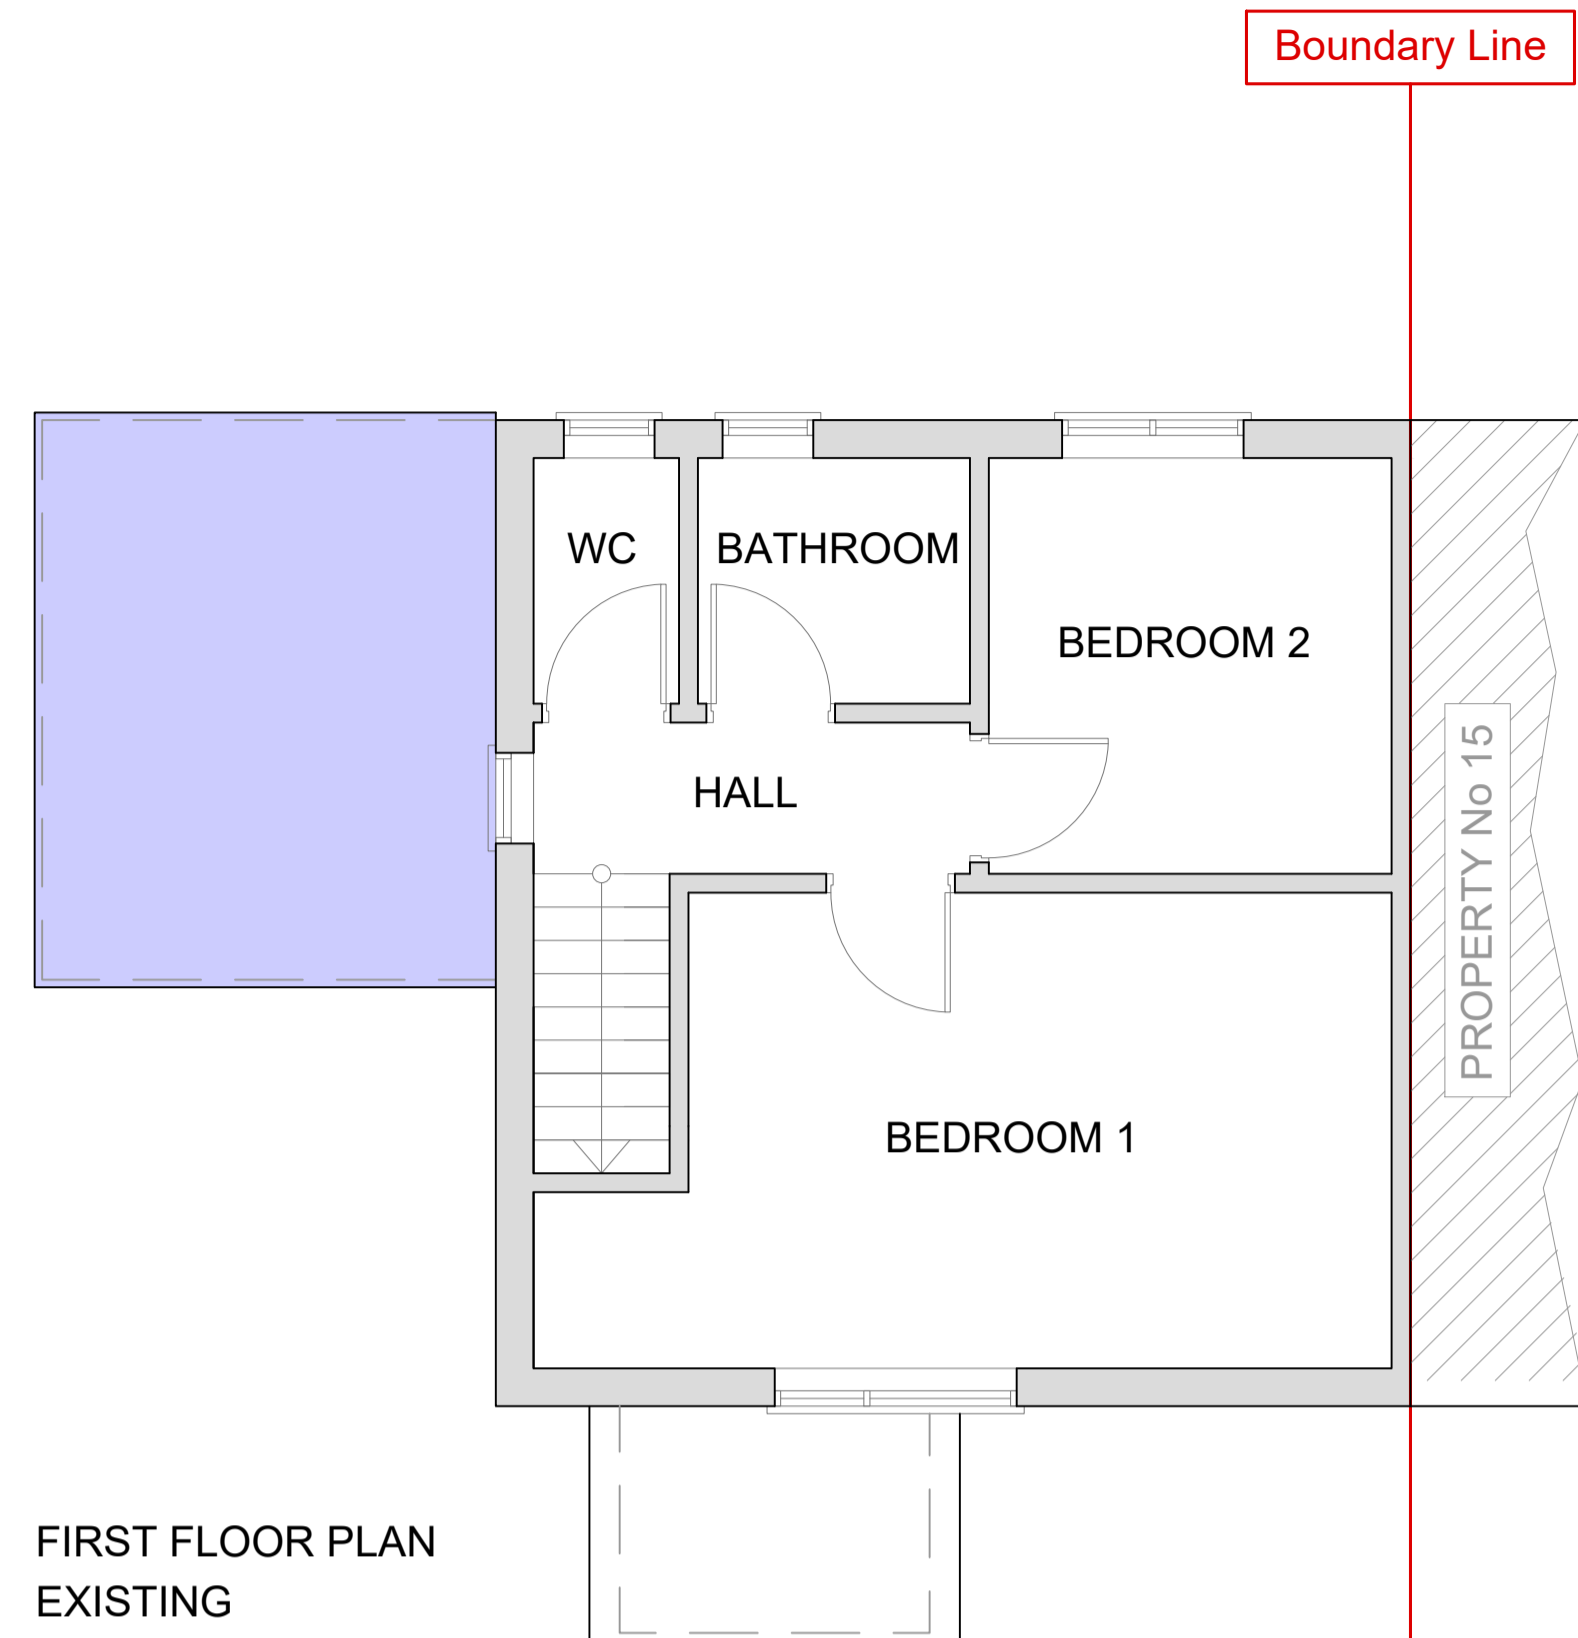 Boundary Line
WC
BATHROOM
BEDROOM 2
HALL
PROPERTY No 15
BEDROOM 1
FIRST FLOOR PLAN
EXISTING